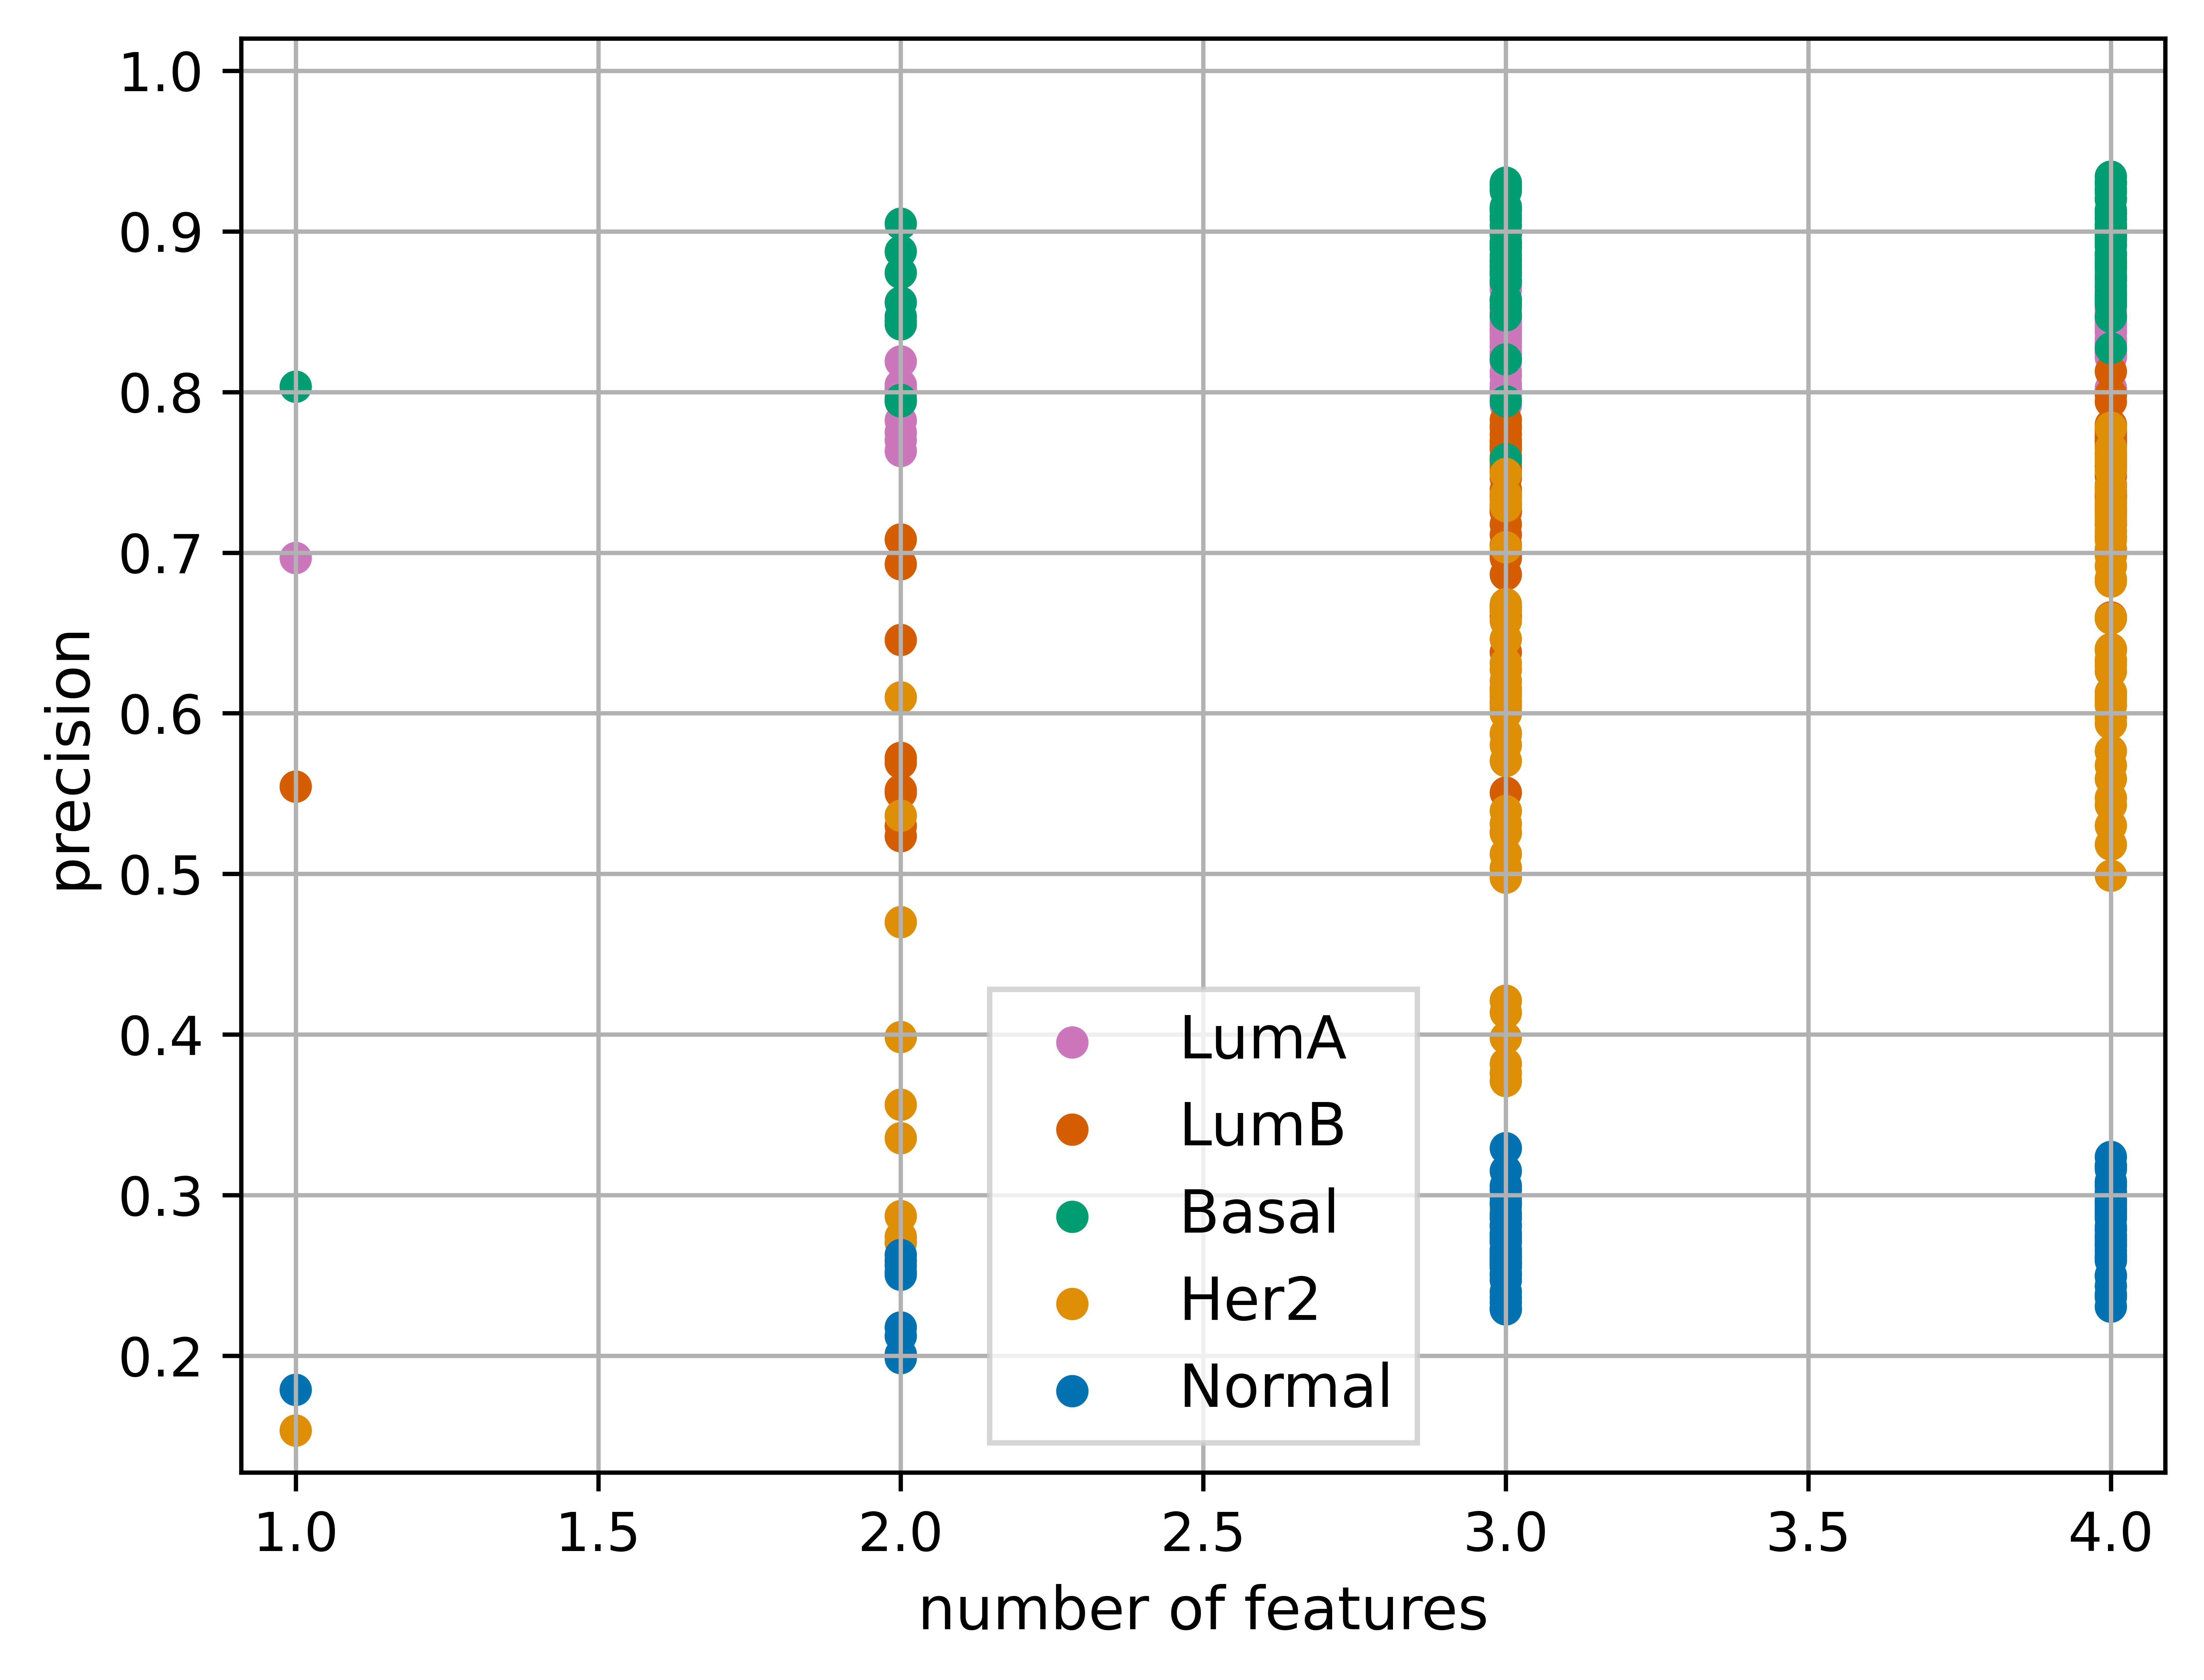 1.0
0.9
0.8
0.7
0.6
0.5
0.4
0.3
0.2
precision
LumA
LumB
Basal
Her2
Normal
1.0 1.5 2.0 2.5 3.0 3.5 4.0
number of features